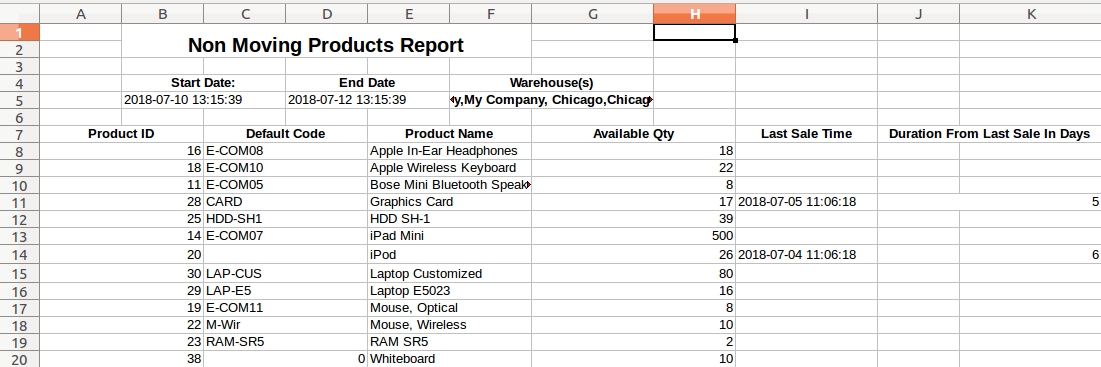 A B C D E F G H I J K
1
2 Non Moving Products Report
3
4 Start Date: End Date Warehouse(s)
5 2018-07-10 13:15:39 2018-07-12 13:15:39 y,My Company, Chicago,Chicag
6
7 Product ID Default Code Product Name Available Qty Last Sale Time Duration From Last Sale In Days
8 16 E-COM08 Apple In-Ear Headphones 18
9 18 E-COM10 Apple Wireless Keyboard 22
10 11 E-COM05 Bose Mini Bluetooth Speak 8
11 28 CARD Graphics Card 17 2018-07-05 11:06:18 5
12 25 HDD-SH1 HDD SH-1 39
13 14 E-COM07 iPad Mini 500
14 20 iPod 26 2018-07-04 11:06:18 6
15 30 LAP-CUS Laptop Customized 80
16 29 LAP-E5 Laptop E5023 16
17 19 E-COM11 Mouse, Optical 8
18 22 M-Wir Mouse, Wireless 10
19 23 RAM-SR5 RAM SR5 2
20 38 0 Whiteboard 10